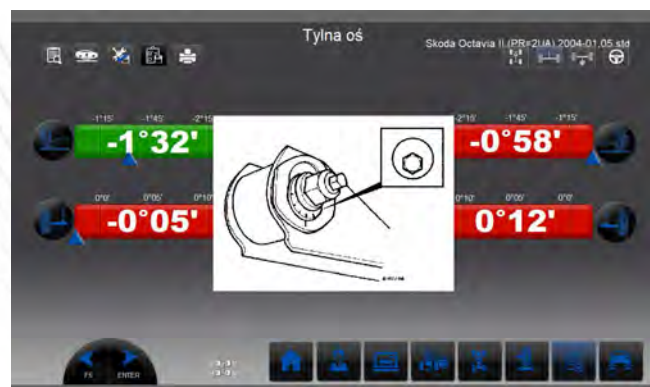 Tylna oś
Skoda Octavia II (PR=2UA) 2004-01.05 std
-1°15' -1°45' -2°15'
-2°15' -1°45' -1°15'
-1°32'
-0°58'
0°0' 0°05' 0°10'
0°10' 0°05' 0°0'
-0°05'
0°12'
ENTER